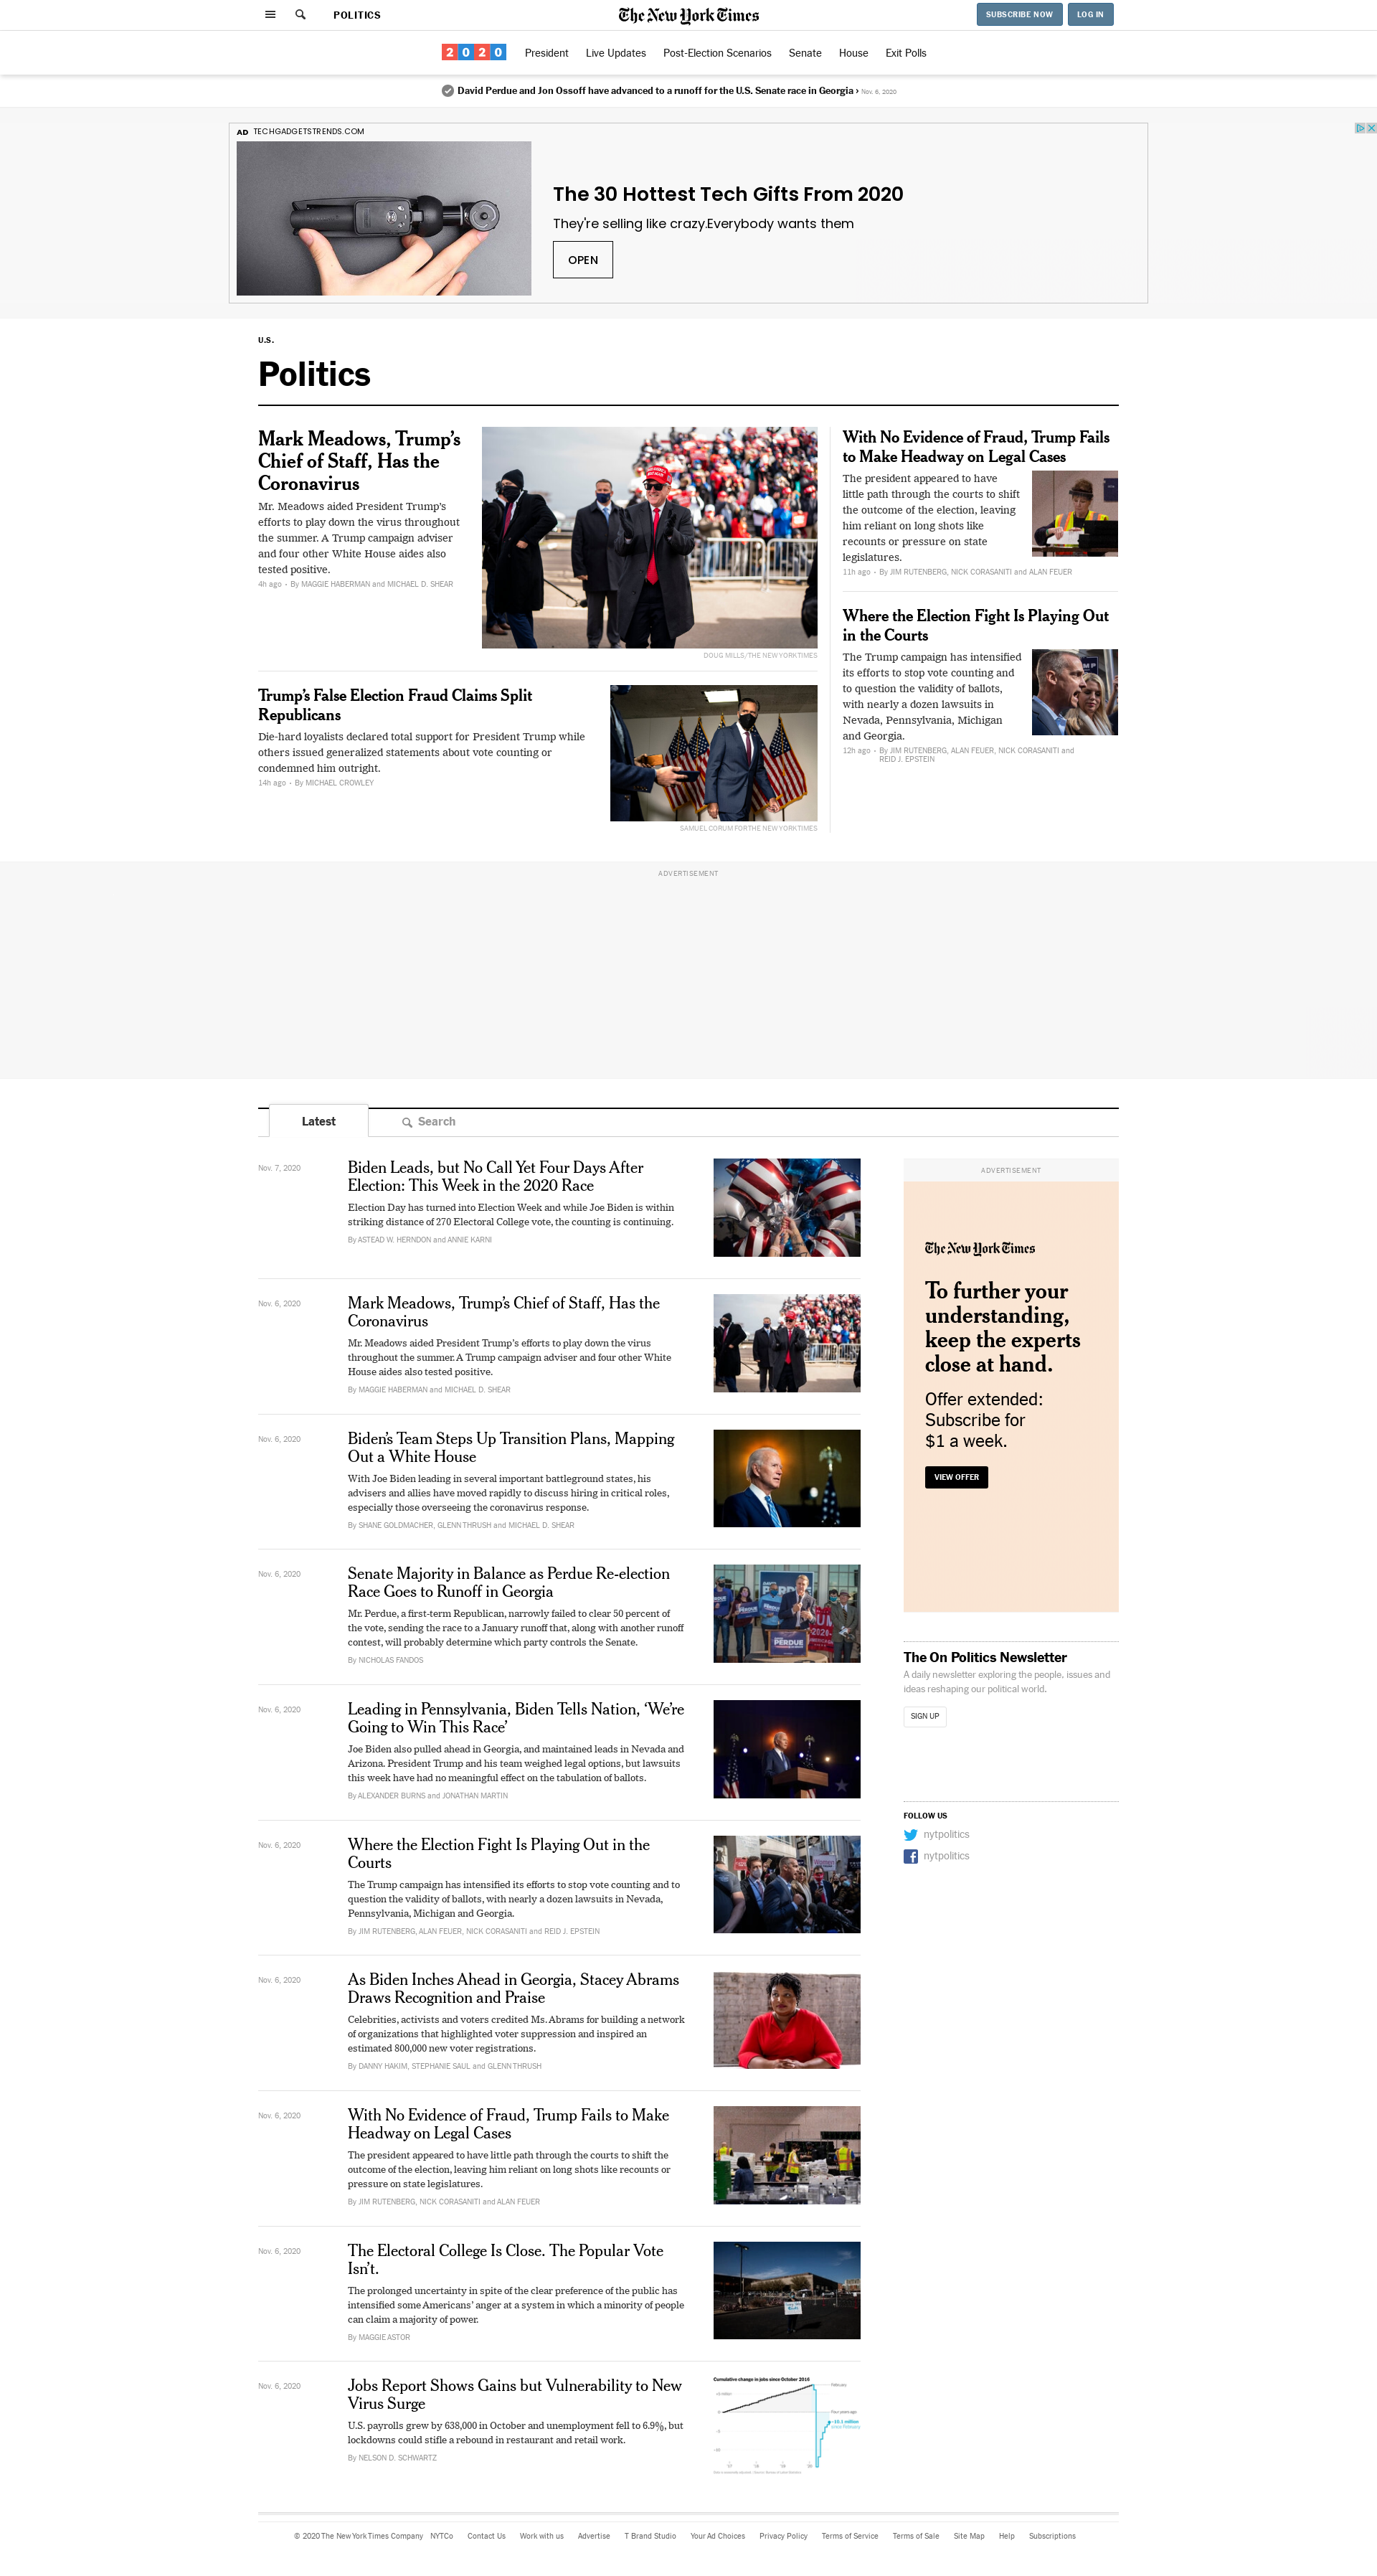 POLITICS
The New York Times
SUBSCRIBE NOW
LOG IN
2020
President
Live Updates
Post-Election Scenarios
Senate
House
Exit Polls
David Perdue and Jon Ossoff have advanced to a runoff for the U.S. Senate race in Georgia › Nov. 6, 2020
AD TECHGADGETSTRENDS.COM
The 30 Hottest Tech Gifts From 2020
They're selling like crazy.Everybody wants them
OPEN
U.S.
Politics
Mark Meadows, Trump’s
Chief of Staff, Has the
Coronavirus
Mr. Meadows aided President Trump’s
efforts to play down the virus throughout
the summer. A Trump campaign adviser
and four other White House aides also
tested positive.
4h ago • By MAGGIE HABERMAN and MICHAEL D. SHEAR
DOUG MILLS/THE NEW YORK TIMES
Trump’s False Election Fraud Claims Split
Republicans
Die-hard loyalists declared total support for President Trump while
others issued generalized statements about vote counting or
condemned him outright.
14h ago • By MICHAEL CROWLEY
SAMUEL CORUM FOR THE NEW YORK TIMES
With No Evidence of Fraud, Trump Fails
to Make Headway on Legal Cases
The president appeared to have
little path through the courts to shift
the outcome of the election, leaving
him reliant on long shots like
recounts or pressure on state
legislatures.
11h ago • By JIM RUTENBERG, NICK CORASANITI and ALAN FEUER
Where the Election Fight Is Playing Out
in the Courts
The Trump campaign has intensified
its efforts to stop vote counting and
to question the validity of ballots,
with nearly a dozen lawsuits in
Nevada, Pennsylvania, Michigan
and Georgia.
12h ago • By JIM RUTENBERG, ALAN FEUER, NICK CORASANITI and
REID J. EPSTEIN
ADVERTISEMENT
Latest
Search
Nov. 7, 2020
Biden Leads, but No Call Yet Four Days After
Election: This Week in the 2020 Race
Election Day has turned into Election Week and while Joe Biden is within
striking distance of 270 Electoral College vote, the counting is continuing.
By ASTEAD W. HERNDON and ANNIE KARNI
Nov. 6, 2020
Mark Meadows, Trump’s Chief of Staff, Has the
Coronavirus
Mr. Meadows aided President Trump’s efforts to play down the virus
throughout the summer. A Trump campaign adviser and four other White
House aides also tested positive.
By MAGGIE HABERMAN and MICHAEL D. SHEAR
Nov. 6, 2020
Biden’s Team Steps Up Transition Plans, Mapping
Out a White House
With Joe Biden leading in several important battleground states, his
advisers and allies have moved rapidly to discuss hiring in critical roles,
especially those overseeing the coronavirus response.
By SHANE GOLDMACHER, GLENN THRUSH and MICHAEL D. SHEAR
Nov. 6, 2020
Senate Majority in Balance as Perdue Re-election
Race Goes to Runoff in Georgia
Mr. Perdue, a first-term Republican, narrowly failed to clear 50 percent of
the vote, sending the race to a January runoff that, along with another runoff
contest, will probably determine which party controls the Senate.
By NICHOLAS FANDOS
PERDUE
Nov. 6, 2020
Leading in Pennsylvania, Biden Tells Nation, ‘We’re
Going to Win This Race’
Joe Biden also pulled ahead in Georgia, and maintained leads in Nevada and
Arizona. President Trump and his team weighed legal options, but lawsuits
this week have had no meaningful effect on the tabulation of ballots.
By ALEXANDER BURNS and JONATHAN MARTIN
Nov. 6, 2020
Where the Election Fight Is Playing Out in the
Courts
The Trump campaign has intensified its efforts to stop vote counting and to
question the validity of ballots, with nearly a dozen lawsuits in Nevada,
Pennsylvania, Michigan and Georgia.
By JIM RUTENBERG, ALAN FEUER, NICK CORASANITI and REID J. EPSTEIN
Nov. 6, 2020
As Biden Inches Ahead in Georgia, Stacey Abrams
Draws Recognition and Praise
Celebrities, activists and voters credited Ms. Abrams for building a network
of organizations that highlighted voter suppression and inspired an
estimated 800,000 new voter registrations.
By DANNY HAKIM, STEPHANIE SAUL and GLENN THRUSH
Nov. 6, 2020
With No Evidence of Fraud, Trump Fails to Make
Headway on Legal Cases
The president appeared to have little path through the courts to shift the
outcome of the election, leaving him reliant on long shots like recounts or
pressure on state legislatures.
By JIM RUTENBERG, NICK CORASANITI and ALAN FEUER
Nov. 6, 2020
The Electoral College Is Close. The Popular Vote
Isn’t.
The prolonged uncertainty in spite of the clear preference of the public has
intensified some Americans’ anger at a system in which a minority of people
can claim a majority of power.
By MAGGIE ASTOR
Nov. 6, 2020
Jobs Report Shows Gains but Vulnerability to New
Virus Surge
U.S. payrolls grew by 638,000 in October and unemployment fell to 6.9%, but
lockdowns could stifle a rebound in restaurant and retail work.
By NELSON D. SCHWARTZ
Cumulative change in jobs since October 2016
February
Four years ago
–10.1 million
since February
ADVERTISEMENT
The New York Times
To further your
understanding,
keep the experts
close at hand.
Offer extended:
Subscribe for
$1 a week.
VIEW OFFER
The On Politics Newsletter
A daily newsletter exploring the people, issues and
ideas reshaping our political world.
SIGN UP
FOLLOW US
nytpolitics
nytpolitics
© 2020 The New York Times Company
NYTCo
Contact Us
Work with us
Advertise
T Brand Studio
Your Ad Choices
Privacy Policy
Terms of Service
Terms of Sale
Site Map
Help
Subscriptions